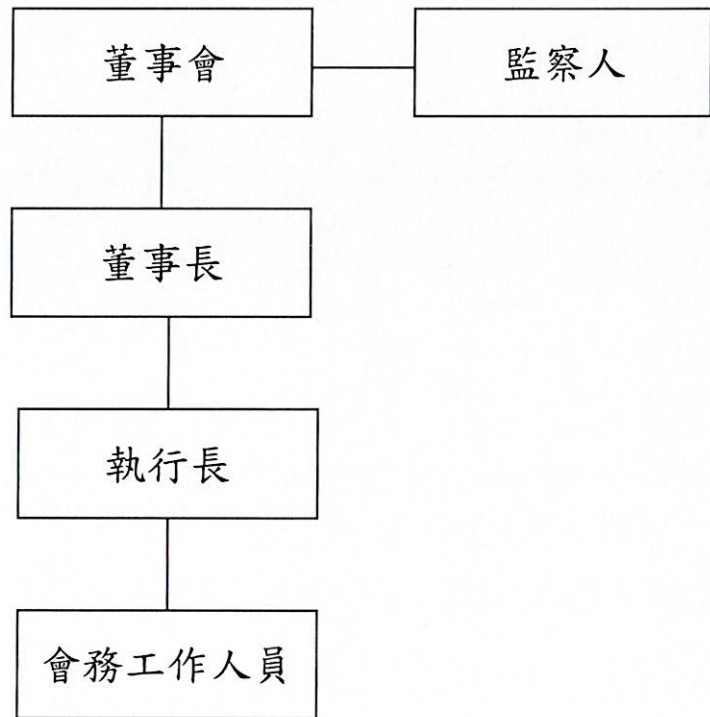 董事會
監察人
董事長
執行長
會務工作人員